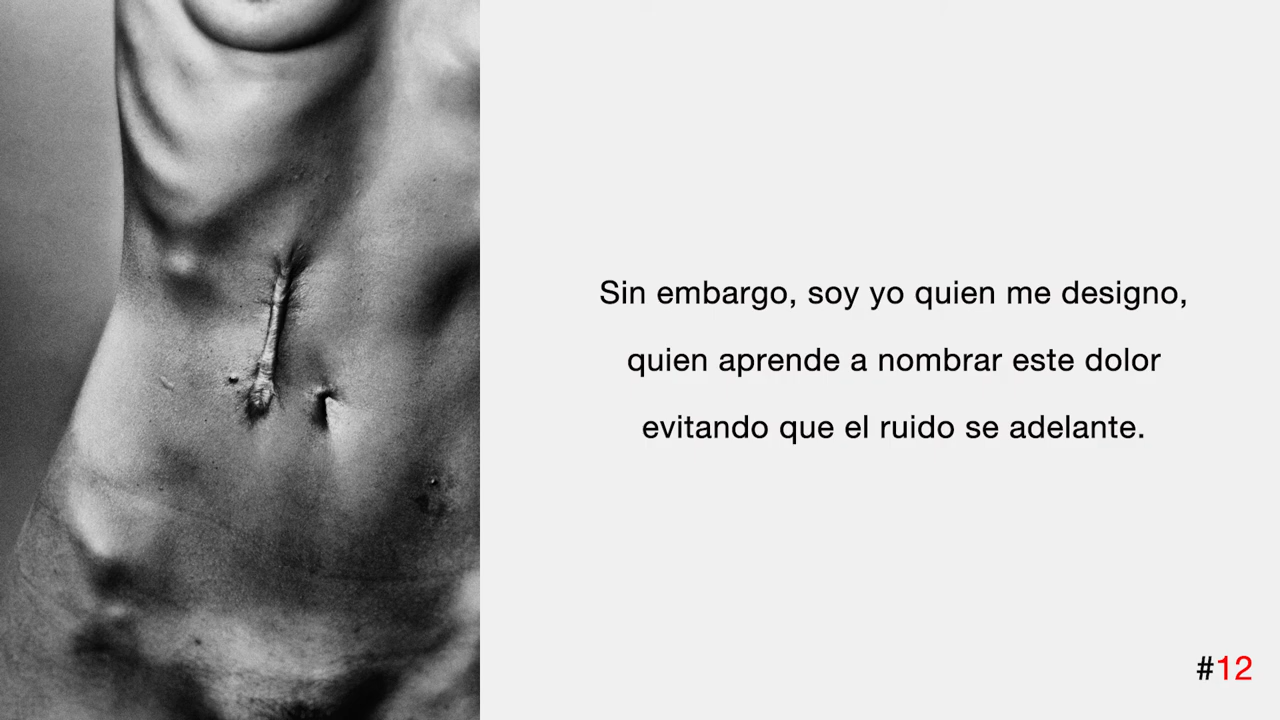 Sin embargo, soy yo quien me designo,
quien aprende a nombrar este dolor
evitando que el ruido se adelante.
#12